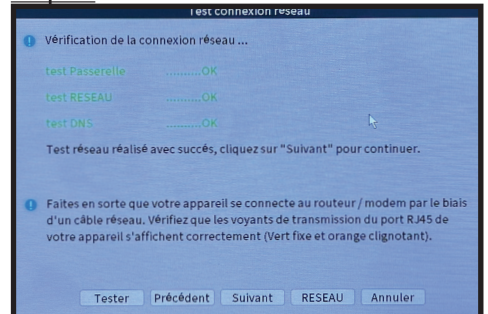 Test connexion réseau
Vérification de la connexion réseau ...
test Passerelle ..........OK
test RESEAU
test DNS ..........OK
Test réseau réalisé avec succès, cliquez sur "Suivant" pour continuer.
Faites en sorte que votre appareil se connecte au routeur / modem par le biais
d'un câble réseau. Vérifiez que les voyants de transmission du port RJ45 de
votre appareil s'affichent correctement (Vert fixe et orange clignotant).
Tester Précédent Suivant RESEAU Annuler